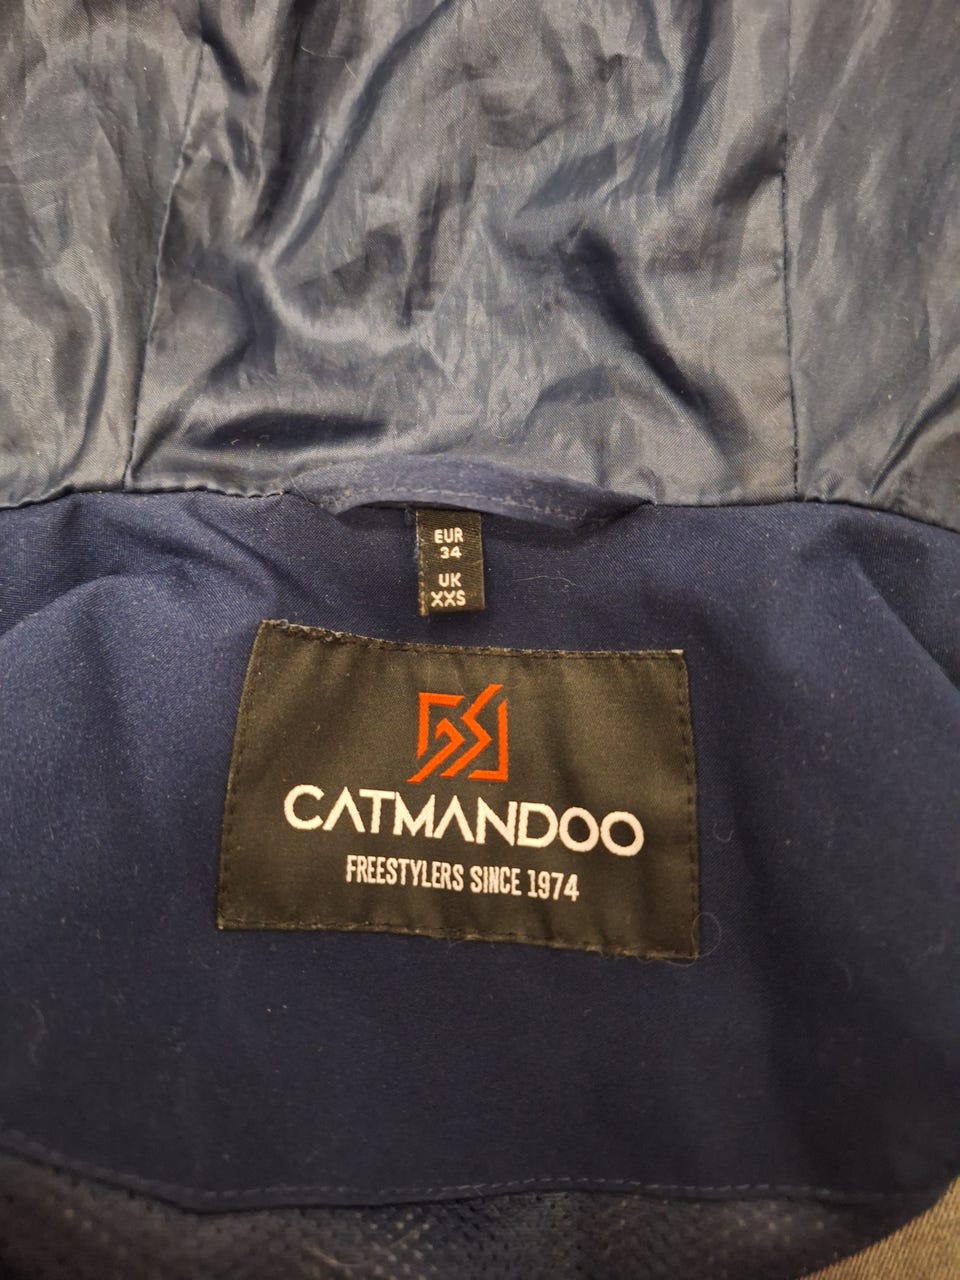 EUR
34
UK
XXS
CATMANDOO
FREESTYLERS SINCE 1974